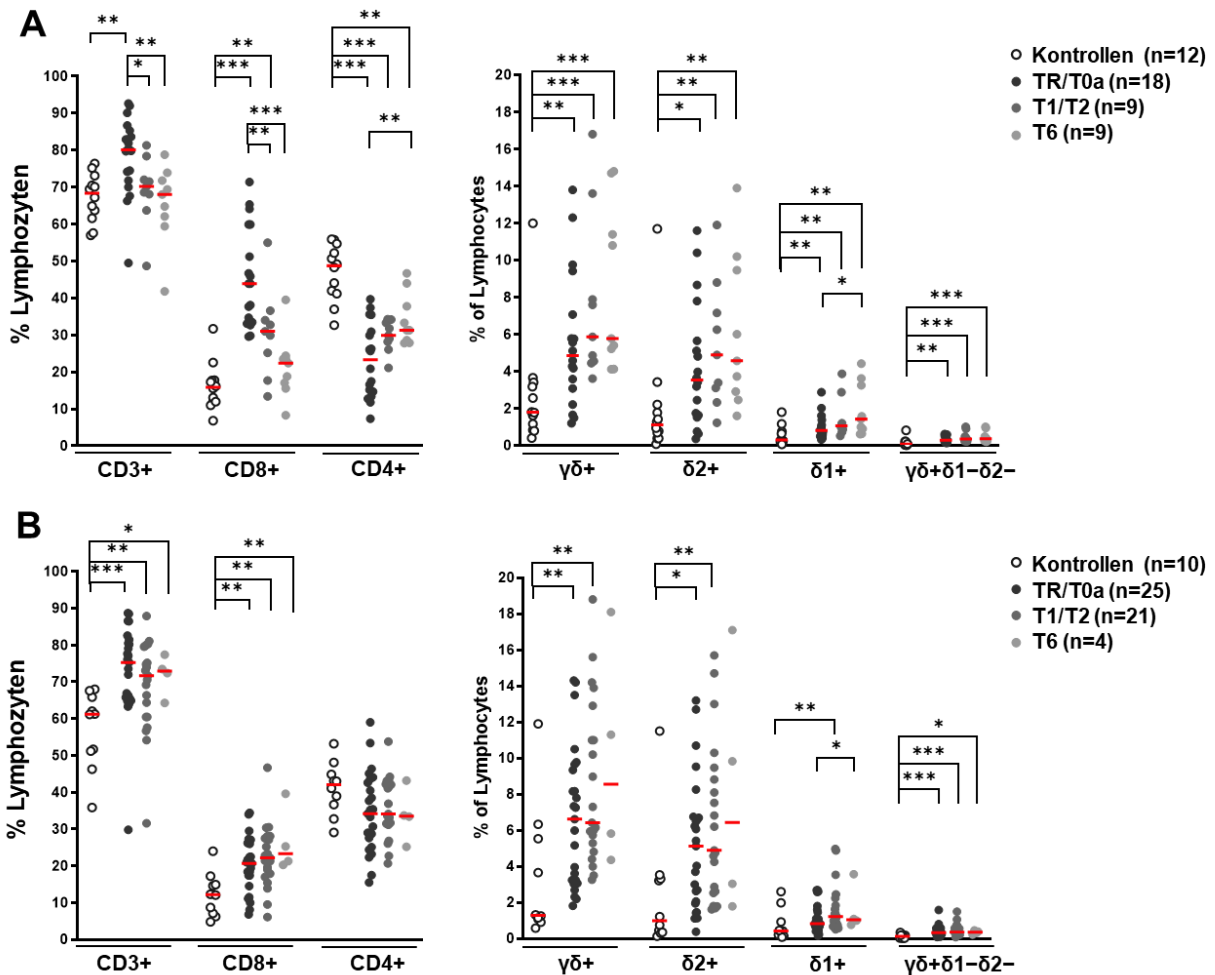 A
** ** * ** *** *** ** ** *** *** ** **
*** *** ** ** ** * ** ** ** * *** *** **
100
90
80
70
60
50
40
30
20
10
0
% Lymphozyten
CD3+ CD8+ CD4+
20
18
16
14
12
10
8
6
4
2
0
% of Lymphocytes
γδ+ δ2+ δ1+ γδ+δ1−δ2−
Kontrollen (n=12)
TR/T0a (n=18)
T1/T2 (n=9)
T6 (n=9)
B
* ** *** ** ** **
** ** ** * ** * * *** ***
100
90
80
70
60
50
40
30
20
10
0
% Lymphozyten
CD3+ CD8+ CD4+
20
18
16
14
12
10
8
6
4
2
0
% of Lymphocytes
γδ+ δ2+ δ1+ γδ+δ1−δ2−
Kontrollen (n=10)
TR/T0a (n=25)
T1/T2 (n=21)
T6 (n=4)